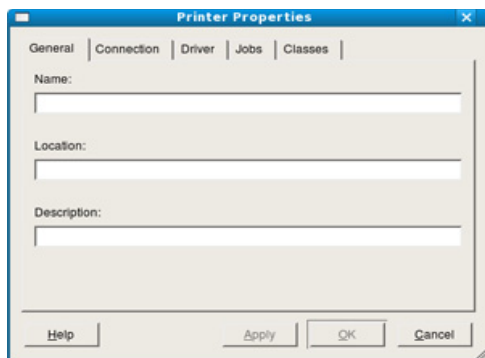 Printer Properties
General Connection Driver Jobs Classes
Name:
Location:
Description:
Help Apply OK Cancel